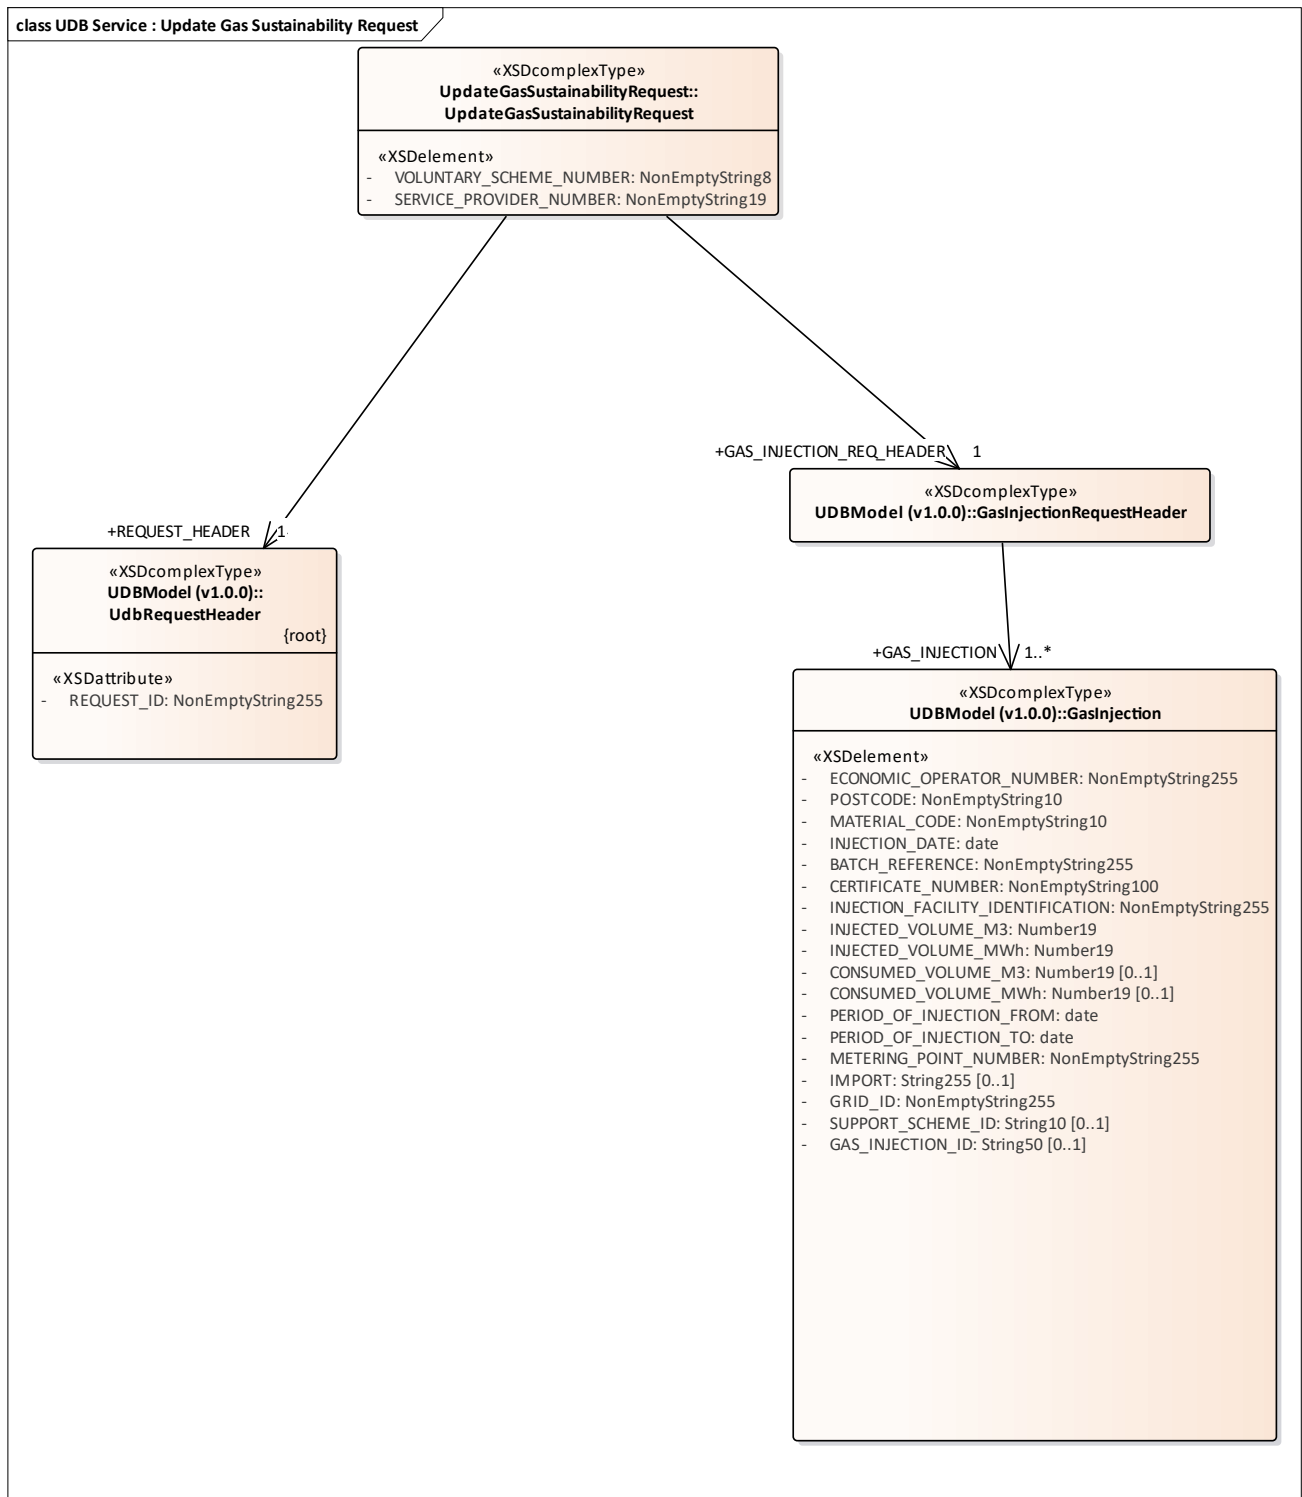 class UDB Service : Update Gas Sustainability Request
«XSDcomplexType»
UpdateGasSustainabilityRequest::
UpdateGasSustainabilityRequest
«XSDelement»
- VOLUNTARY_SCHEME_NUMBER: NonEmptyString8
- SERVICE_PROVIDER_NUMBER: NonEmptyString19
+GAS_INJECTION_REQ_HEADER 1
«XSDcomplexType»
UDBModel (v1.0.0)::GasInjectionRequestHeader
+REQUEST_HEADER 1
«XSDcomplexType»
UDBModel (v1.0.0)::
UdbRequestHeader
{root}
«XSDattribute»
- REQUEST_ID: NonEmptyString255
+GAS_INJECTION 1..*
«XSDcomplexType»
UDBModel (v1.0.0)::GasInjection
«XSDelement»
- ECONOMIC_OPERATOR_NUMBER: NonEmptyString255
- POSTCODE: NonEmptyString10
- MATERIAL_CODE: NonEmptyString10
- INJECTION_DATE: date
- BATCH_REFERENCE: NonEmptyString255
- CERTIFICATE_NUMBER: NonEmptyString100
- INJECTION_FACILITY_IDENTIFICATION: NonEmptyString255
- INJECTED_VOLUME_M3: Number19
- INJECTED_VOLUME_MWh: Number19
- CONSUMED_VOLUME_M3: Number19 [0..1]
- CONSUMED_VOLUME_MWh: Number19 [0..1]
- PERIOD_OF_INJECTION_FROM: date
- PERIOD_OF_INJECTION_TO: date
- METERING_POINT_NUMBER: NonEmptyString255
- IMPORT: String255 [0..1]
- GRID_ID: NonEmptyString255
- SUPPORT_SCHEME_ID: String10 [0..1]
- GAS_INJECTION_ID: String50 [0..1]